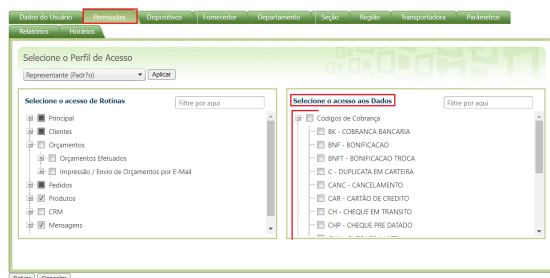 Dados do Usuário Permissões Dispositivos Fornecedor Departamento Seção Região Transportadora Parâmetros
Relatórios Horários
Selecione o Perfil de Acesso
Representante (Padr?o) Aplicar
Selecione o acesso de Rotinas Filtre por aqui
Principal
Clientes
Orçamentos
Orçamentos Efetuados
Impressão / Envio de Orçamentos por E-Mail
Pedidos
Produtos
CRM
Mensagens
Selecione o acesso aos Dados Filtre por aqui
Códigos de Cobrança
BK - COBRANCA BANCARIA
BNF - BONIFICACAO
BNFT - BONIFICACAO TROCA
C - DUPLICATA EM CARTEIRA
CANC - CANCELAMENTO
CAR - CARTÃO DE CREDITO
CH - CHEQUE EM TRANSITO
CHP - CHEQUE PRE DATADO